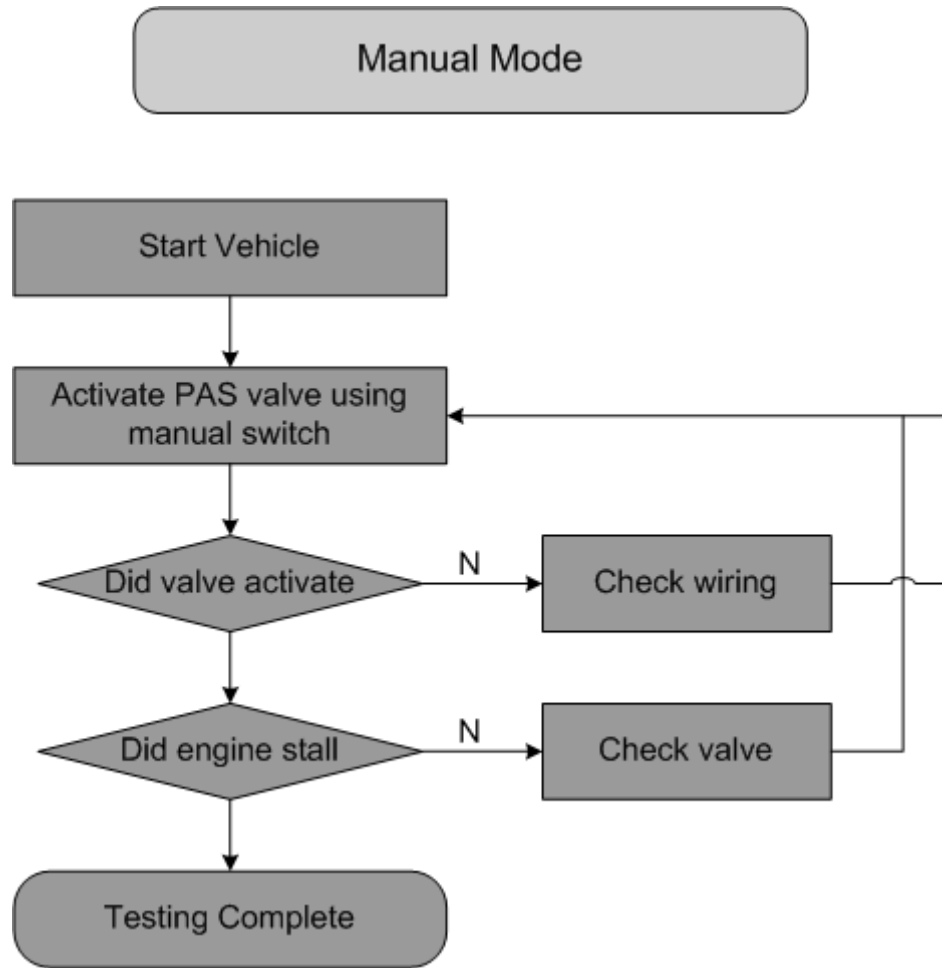 Manual Mode
Start Vehicle
Activate PAS valve using
manual switch
Did valve activate
N
Check wiring
Did engine stall
N
Check valve
Testing Complete